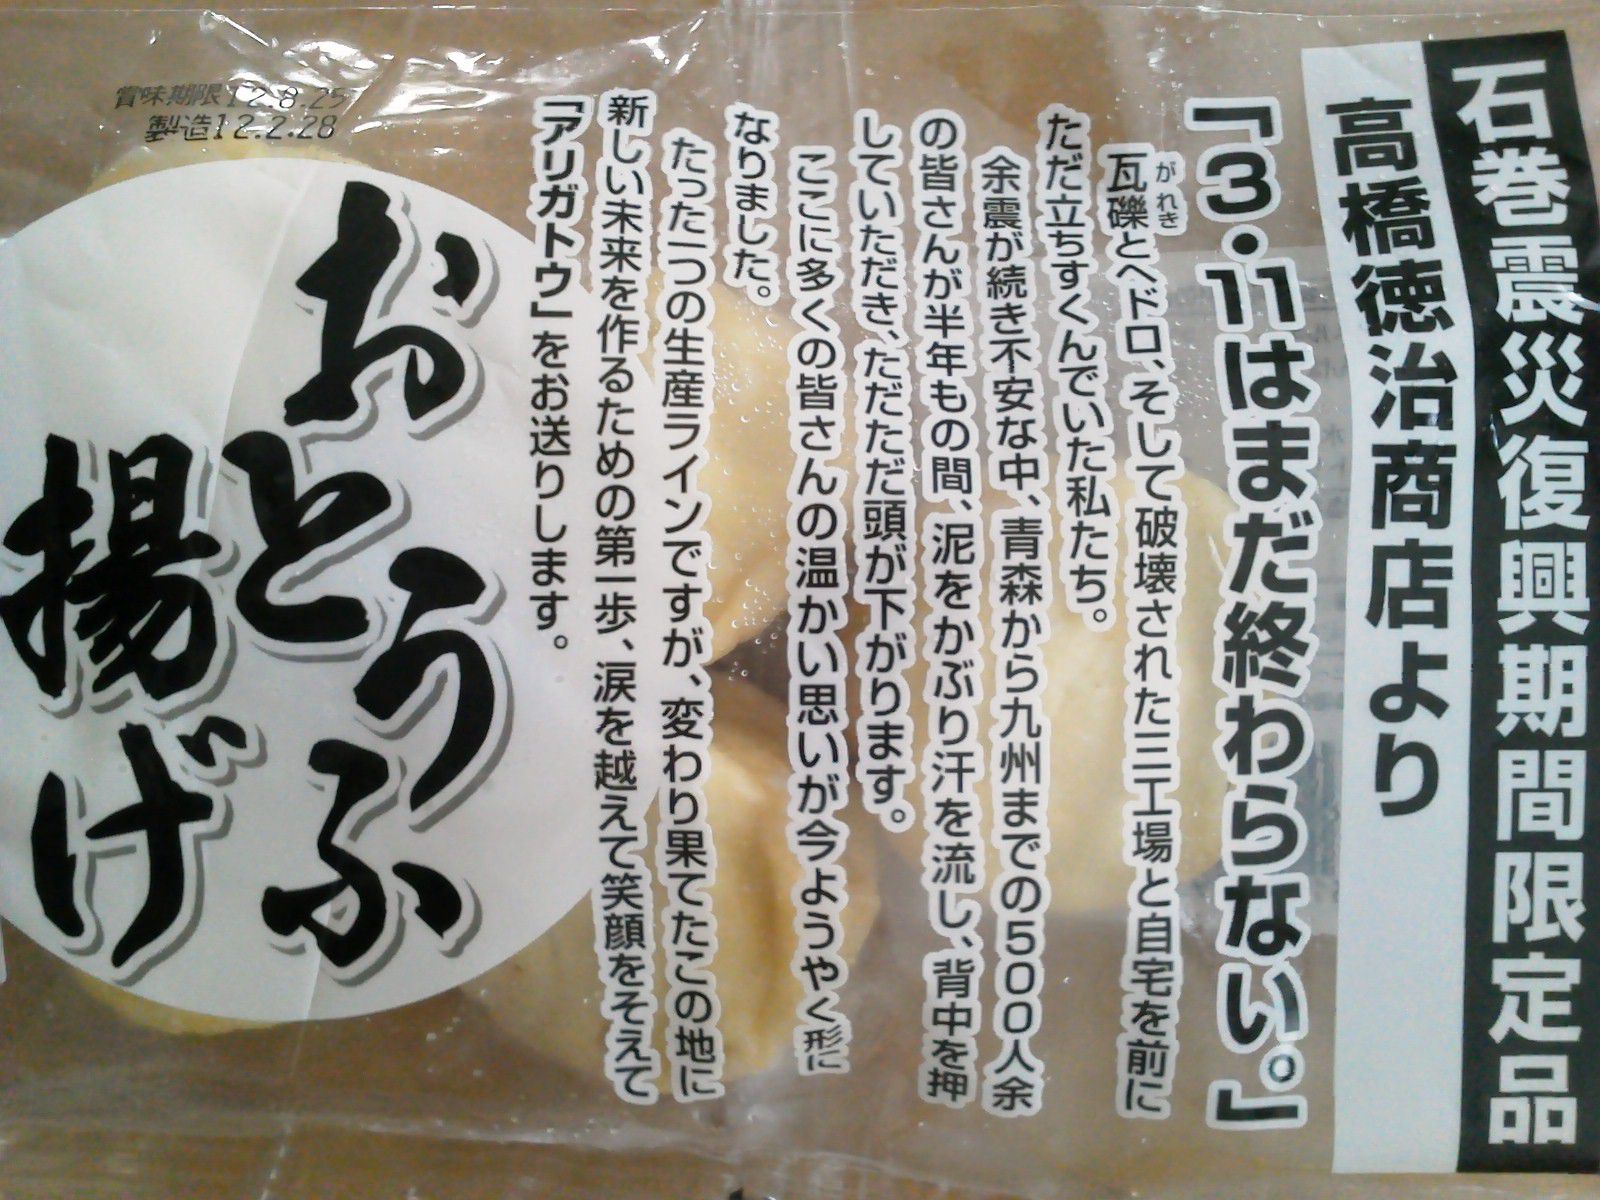 石巻震災復興期間限定品
高橋徳治商店より
「3・11はまだ終わらない。」
がれき
瓦礫とヘドロ、そして破壊された三工場と自宅を前に
ただ立ちすくんでいた私たち。
余震が続き不安な中、青森から九州までの500人余
の皆さんが半年もの間、泥をかぶり汗を流し、背中を押
していただき、ただただ頭が下がります。
ここに多くの皆さんの温かい思いが今ようやく形に
なりました。
たった一つの生産ラインですが、変わり果てたこの地に
新しい未来を作るための第一歩、涙を越えて笑顔をそえて
「アリガトウ」をお送りします。
おとうふ
揚げ
賞味期限12.8.25
製造12.2.28